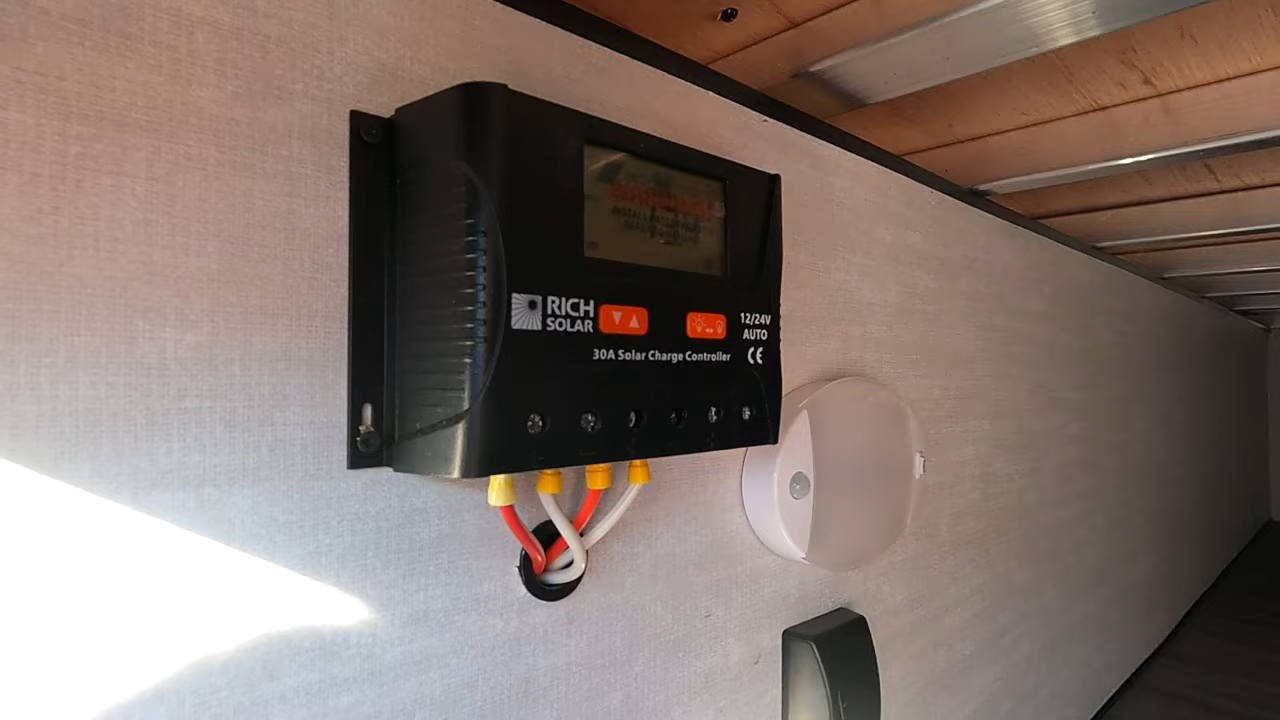 RICH
SOLAR
12/24V
AUTO
30A Solar Charge Controller
CE